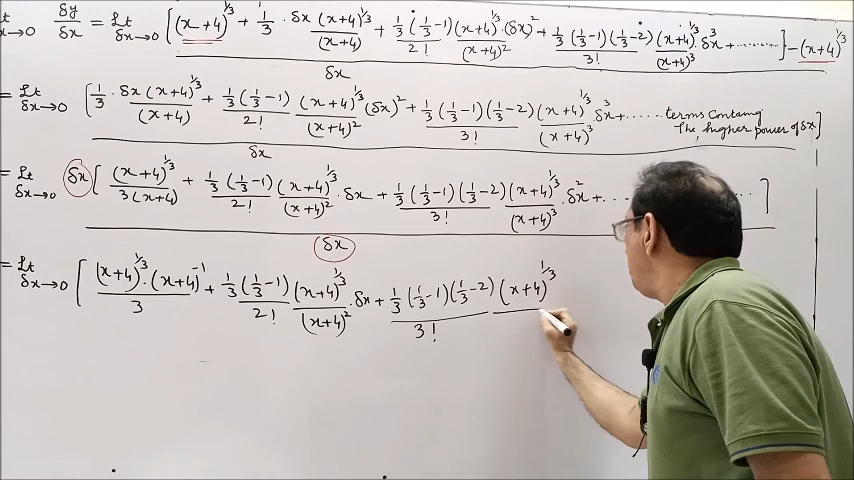 Lt δx→0 δy/δx = Lt δx→0 [(x+4)^1/3 + 1/3 · δx (x+4)^1/3/(x+4) + 1/3(1/3-1)/2! (x+4)^1/3/(x+4)^2 · (δx)^2 + 1/3(1/3-1)(1/3-2)/3! (x+4)^1/3/(x+4)^3 · δx^3 + ..........] - (x+4)^1/3 / δx
= Lt δx→0 [1/3 · δx (x+4)^1/3/(x+4) + 1/3(1/3-1)/2! (x+4)^1/3/(x+4)^2 (δx)^2 + 1/3(1/3-1)(1/3-2)/3! (x+4)^1/3/(x+4)^3 δx^3 + ...... terms containg The higher power of δx] / δx
= Lt δx→0 δx [(x+4)^1/3/3(x+4) + 1/3(1/3-1)/2! (x+4)^1/3/(x+4)^2 · δx + 1/3(1/3-1)(1/3-2)/3! (x+4)^1/3/(x+4)^3 · δx^2 + ... ...] / δx
= Lt δx→0 [(x+4)^1/3 · (x+4)^-1/3 + 1/3(1/3-1)/2! (x+4)^1/3/(x+4)^2 · δx + 1/3(1/3-1)(1/3-2)/3! (x+4)^1/3